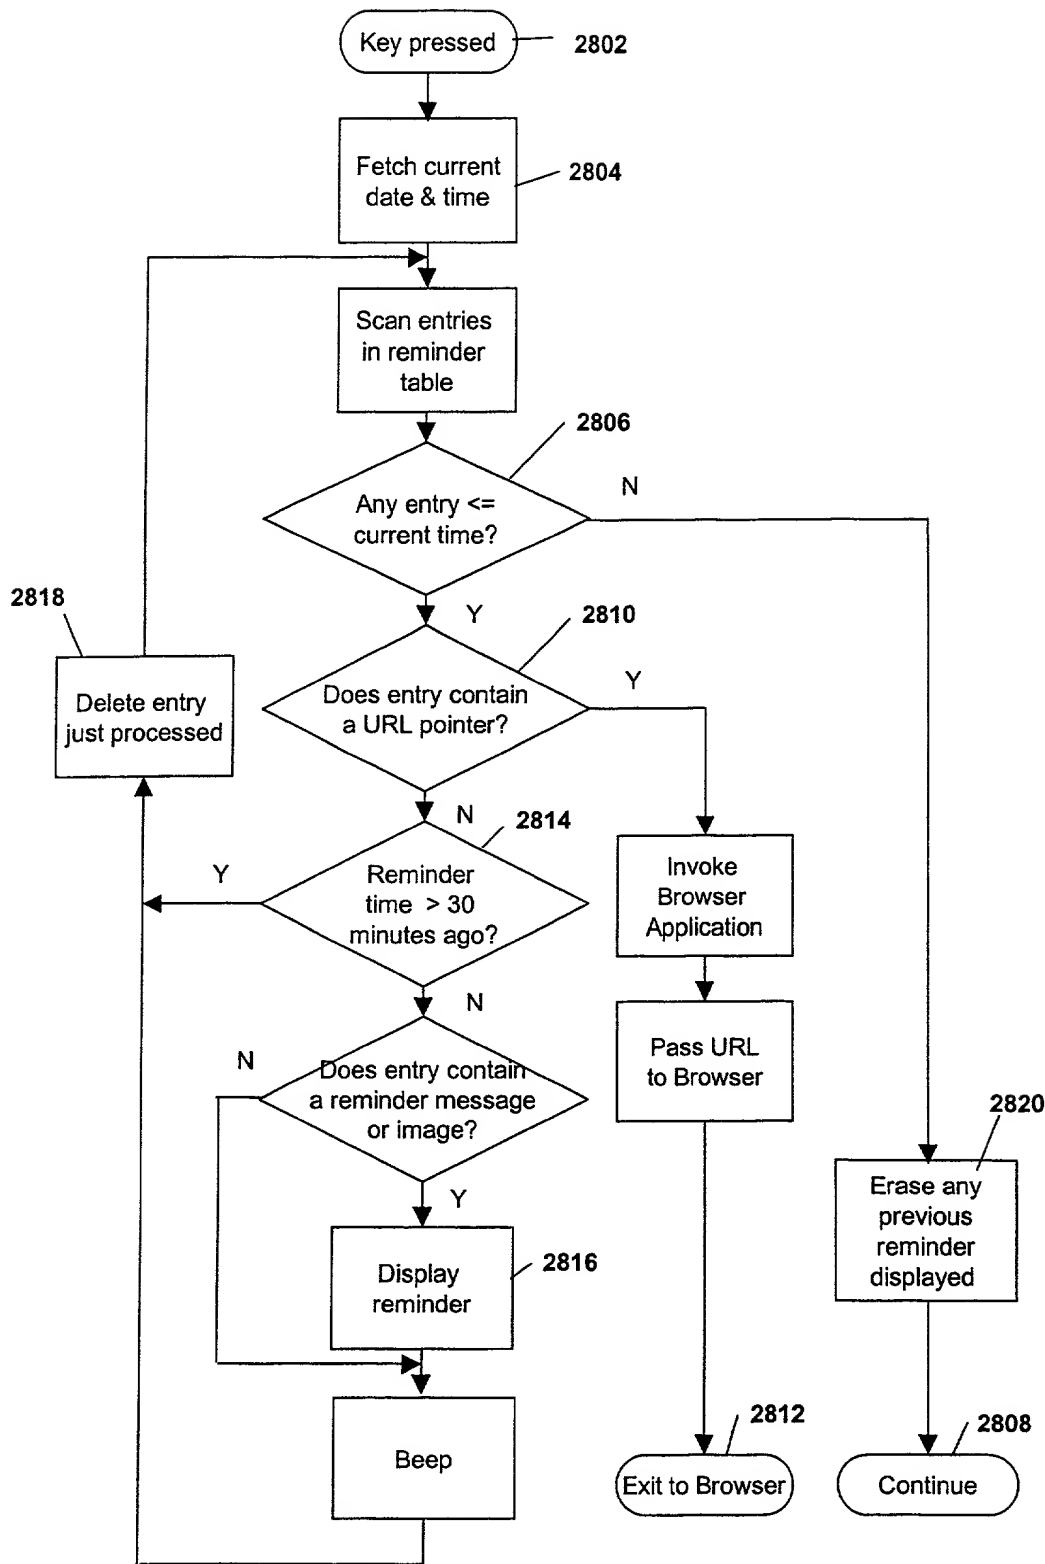 Key pressed
2802
Fetch current
date & time
2804
Scan entries
in reminder
table
2806
Any entry <=
current time?
N
Y
2818
Delete entry
just processed
2810
Does entry contain
a URL pointer?
Y
N
2814
Reminder
time > 30
minutes ago?
Y
N
Invoke
Browser
Application
Pass URL
to Browser
Does entry contain
a reminder message
or image?
N
Y
2820
Erase any
previous
reminder
displayed
Display
reminder
2816
Beep
2812
Exit to Browser
2808
Continue